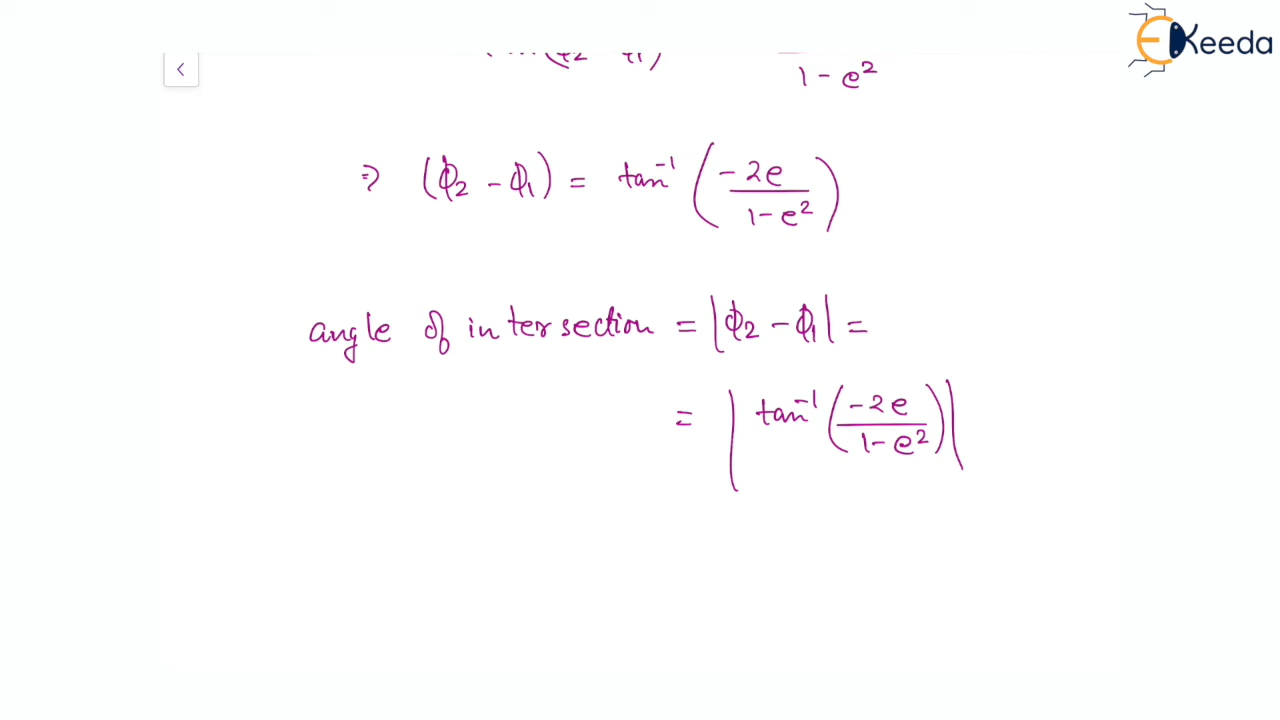 EKeeda
1 - e²
⇒ (ϕ₂ - ϕ₁) = tan⁻¹ (-2e / 1 - e²)
angle of intersection = |ϕ₂ - ϕ₁| =
= | tan⁻¹ (-2e / 1 - e²) |